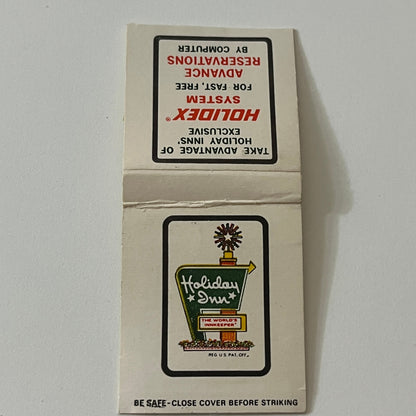 TAKE ADVANTAGE OF
HOLIDAY INNS'
EXCLUSIVE
HOLIDEX®
SYSTEM
FOR FAST, FREE
ADVANCE
RESERVATIONS
BY COMPUTER
Holiday
Inn
THE WORLD'S
INNKEEPER
REG U.S. PAT. OFF.
BE SAFE - CLOSE COVER BEFORE STRIKING